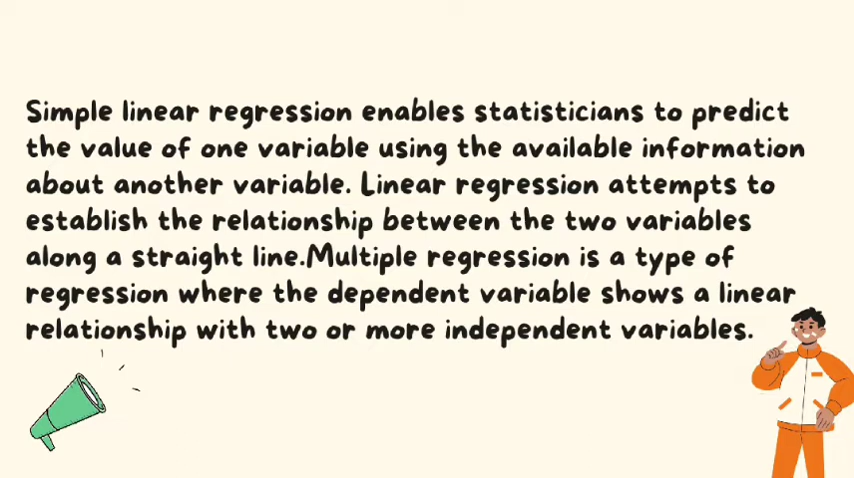 Simple linear regression enables statisticians to predict
the value of one variable using the available information
about another variable. Linear regression attempts to
establish the relationship between the two variables
along a straight line.Multiple regression is a type of
regression where the dependent variable shows a linear
relationship with two or more independent variables.